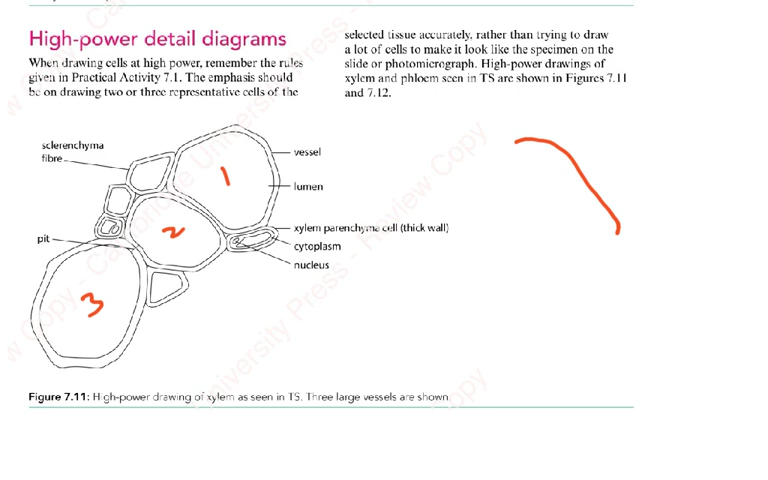 High-power detail diagrams
When drawing cells at high power, remember the rules
given in Practical Activity 7.1. The emphasis should
be on drawing two or three representative cells of the
selected tissue accurately, rather than trying to draw
a lot of cells to make it look like the specimen on the
slide or photomicrograph. High-power drawings of
xylem and phloem seen in TS are shown in Figures 7.11
and 7.12.
sclerenchyma
fibre
vessel
1
lumen
xylem parenchyma cell (thick wall)
2
pit
cytoplasm
nucleus
3
Figure 7.11: High-power drawing of xylem as seen in TS. Three large vessels are shown